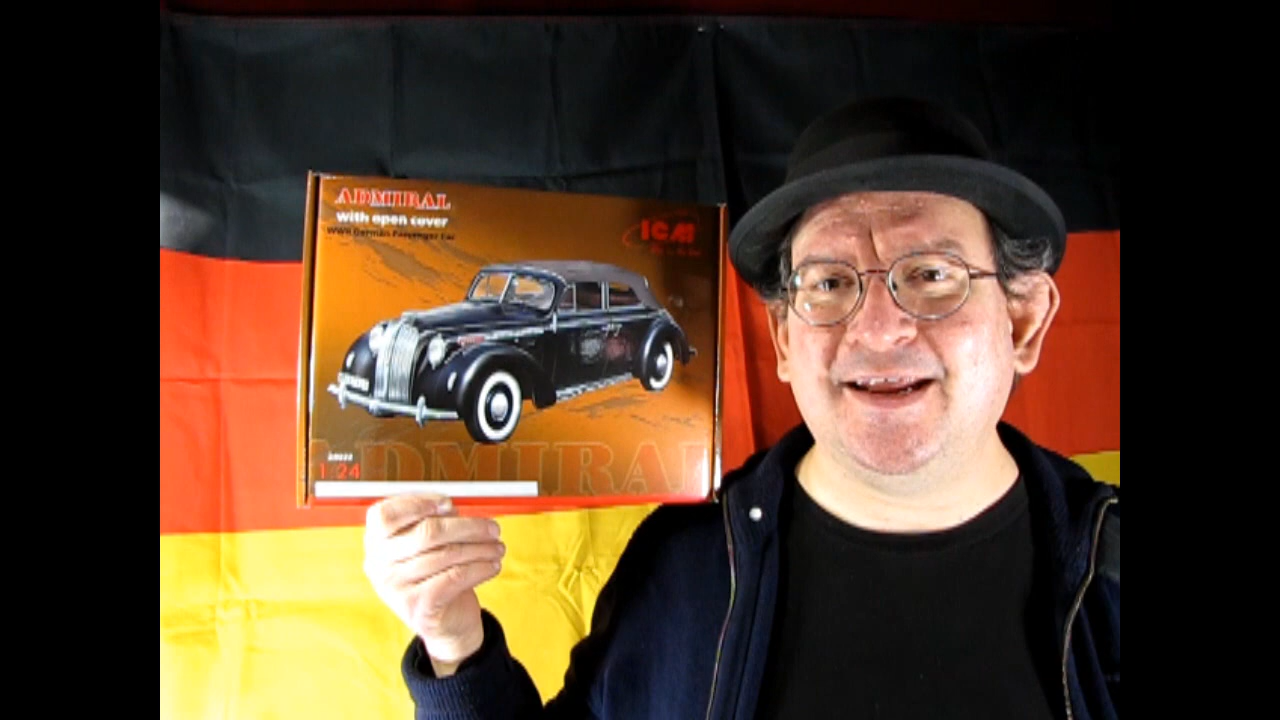 ADMIRAL
with open cover
WWII German Passenger Car
ICM
1:24
ADMIRAL